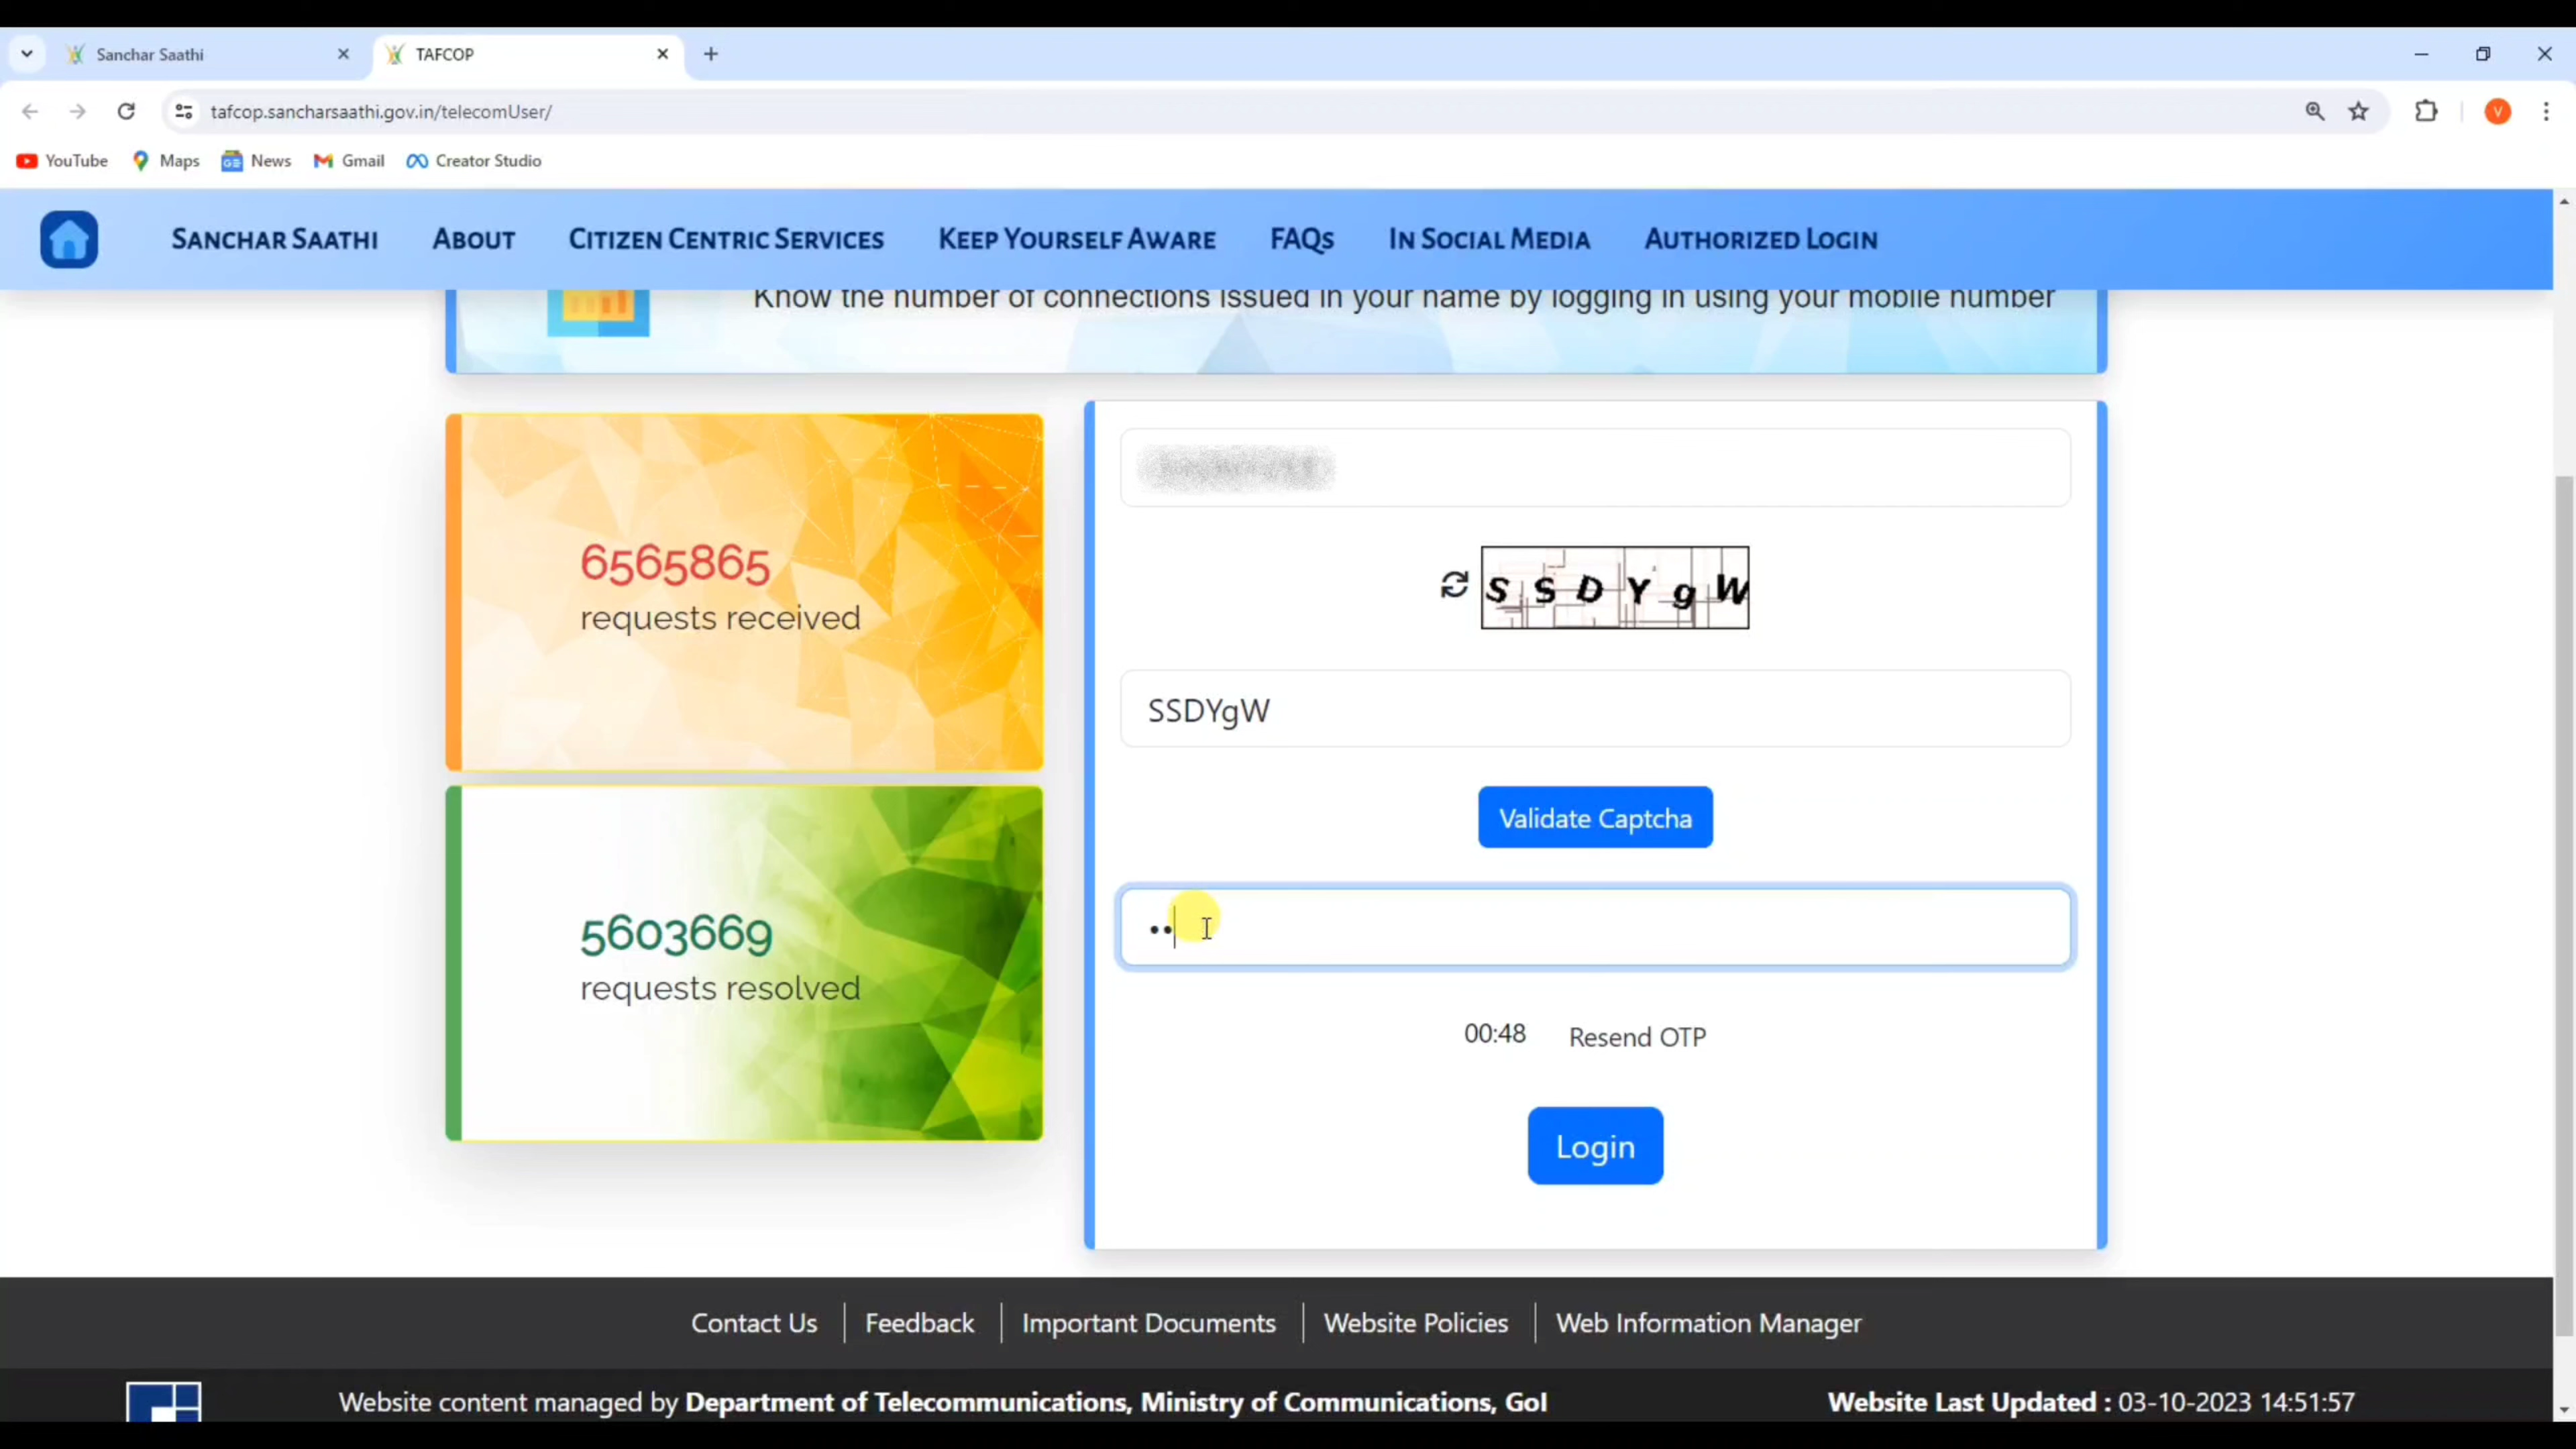 Sanchar Saathi
TAFCOP
tafcop.sancharsaathi.gov.in/telecomUser/
V
YouTube
Maps
News
Gmail
Creator Studio
SANCHAR SAATHI
ABOUT
CITIZEN CENTRIC SERVICES
KEEP YOURSELF AWARE
FAQs
IN SOCIAL MEDIA
AUTHORIZED LOGIN
Know the number of connections issued in your name by logging in using your mobile number
6565865
requests received
SSDYgW
SSDYgW
Validate Captcha
5603669
requests resolved
00:48 Resend OTP
Login
Contact Us
Feedback
Important Documents
Website Policies
Web Information Manager
Website content managed by Department of Telecommunications, Ministry of Communications, GoI
Website Last Updated : 03-10-2023 14:51:57